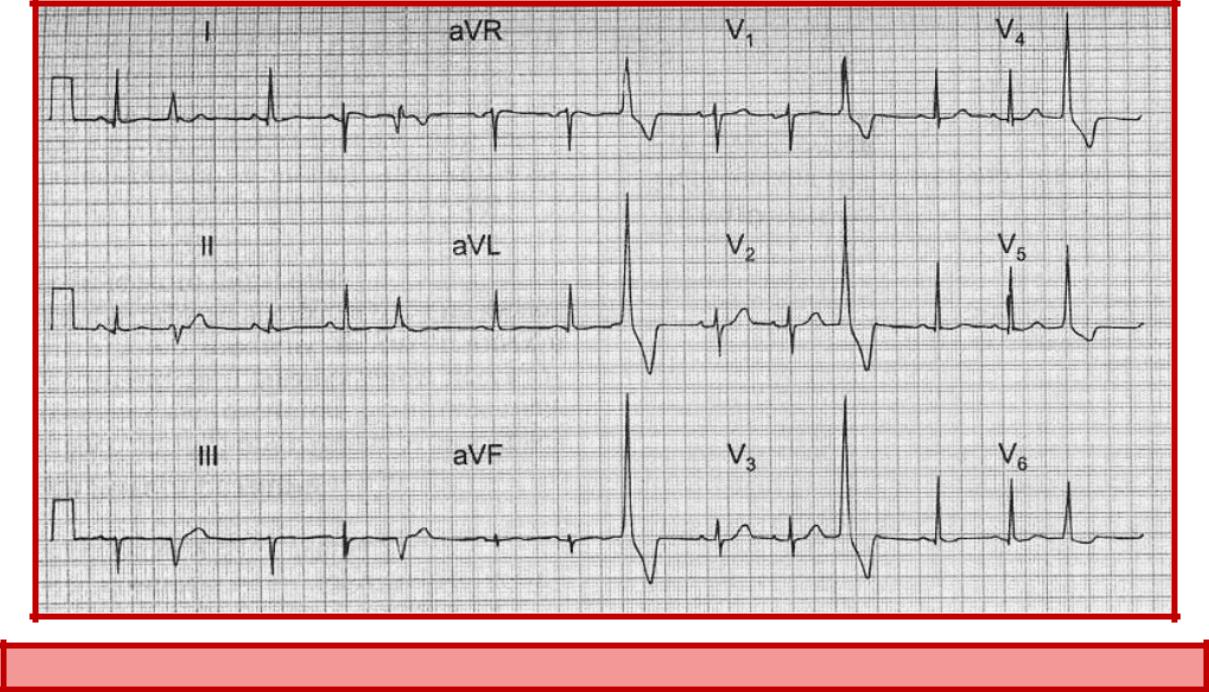 I aVR V₁ V₄
II aVL V₂ V₅
III aVF V₃ V₆